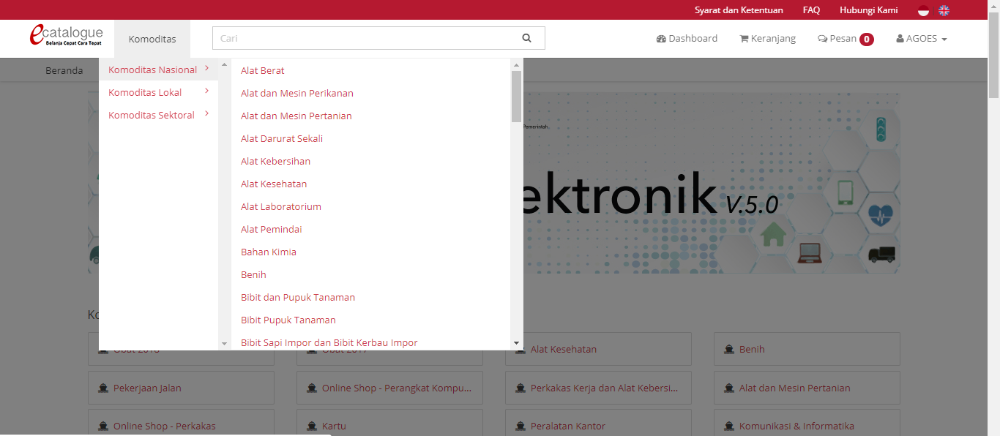 Syarat dan Ketentuan FAQ Hubungi Kami
ecatalogue
Belanja Cepat Cara Tepat
Komoditas
Cari
Dashboard Keranjang Pesan 0 AGOES
Beranda
Komoditas Nasional
Komoditas Lokal
Komoditas Sektoral
Alat Berat
Alat dan Mesin Perikanan
Alat dan Mesin Pertanian
Alat Darurat Sekali
Alat Kebersihan
Alat Kesehatan
Alat Laboratorium
Alat Pemindai
Bahan Kimia
Benih
Bibit dan Pupuk Tanaman
Bibit Pupuk Tanaman
Bibit Sapi Impor dan Bibit Kerbau Impor
Pemerintah.
ektronik V.5.0
Ko
Obat 2018 Obat 2017 Alat Kesehatan Benih
Pekerjaan Jalan Online Shop - Perangkat Kompu... Perkakas Kerja dan Alat Kebersi... Alat dan Mesin Pertanian
Online Shop - Perkakas Kartu Peralatan Kantor Komunikasi & Informatika